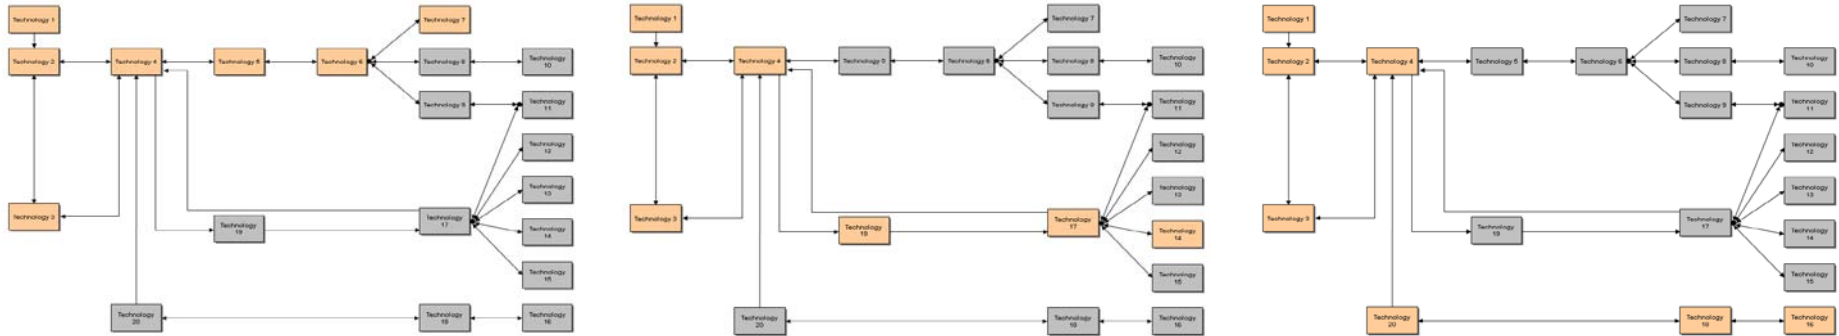 Technology 1
Technology 7
Technology 2
Technology 4
Technology 5
Technology 6
Technology 8
Technology
10
Technology 9
Technology
11
Technology
12
Technology
13
Technology 3
Technology
19
Technology
17
Technology
14
Technology
15
Technology
20
Technology
18
Technology
16
Technology 1
Technology 7
Technology 2
Technology 4
Technology 5
Technology 6
Technology 8
Technology
10
Technology 9
Technology
11
Technology
12
Technology
13
Technology 3
Technology
19
Technology
17
Technology
14
Technology
15
Technology
20
Technology
18
Technology
16
Technology 1
Technology 7
Technology 2
Technology 4
Technology 5
Technology 6
Technology 8
Technology
10
Technology 9
Technology
11
Technology
12
Technology
13
Technology 3
Technology
19
Technology
17
Technology
14
Technology
15
Technology
20
Technology
18
Technology
16